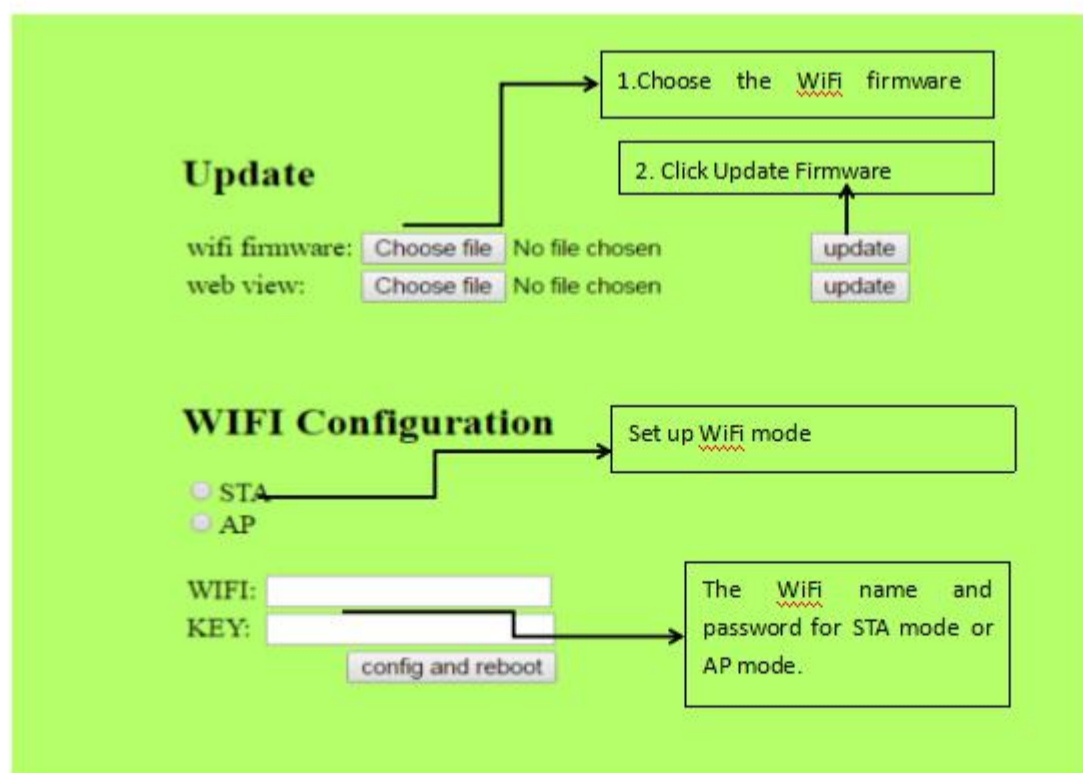 1.Choose the WiFi firmware
2. Click Update Firmware
Update
wifi firmware: Choose file No file chosen update
web view: Choose file No file chosen update
WIFI Configuration
Set up WiFi mode
STA
AP
WIFI:
KEY:
config and reboot
The WiFi name and
password for STA mode or
AP mode.